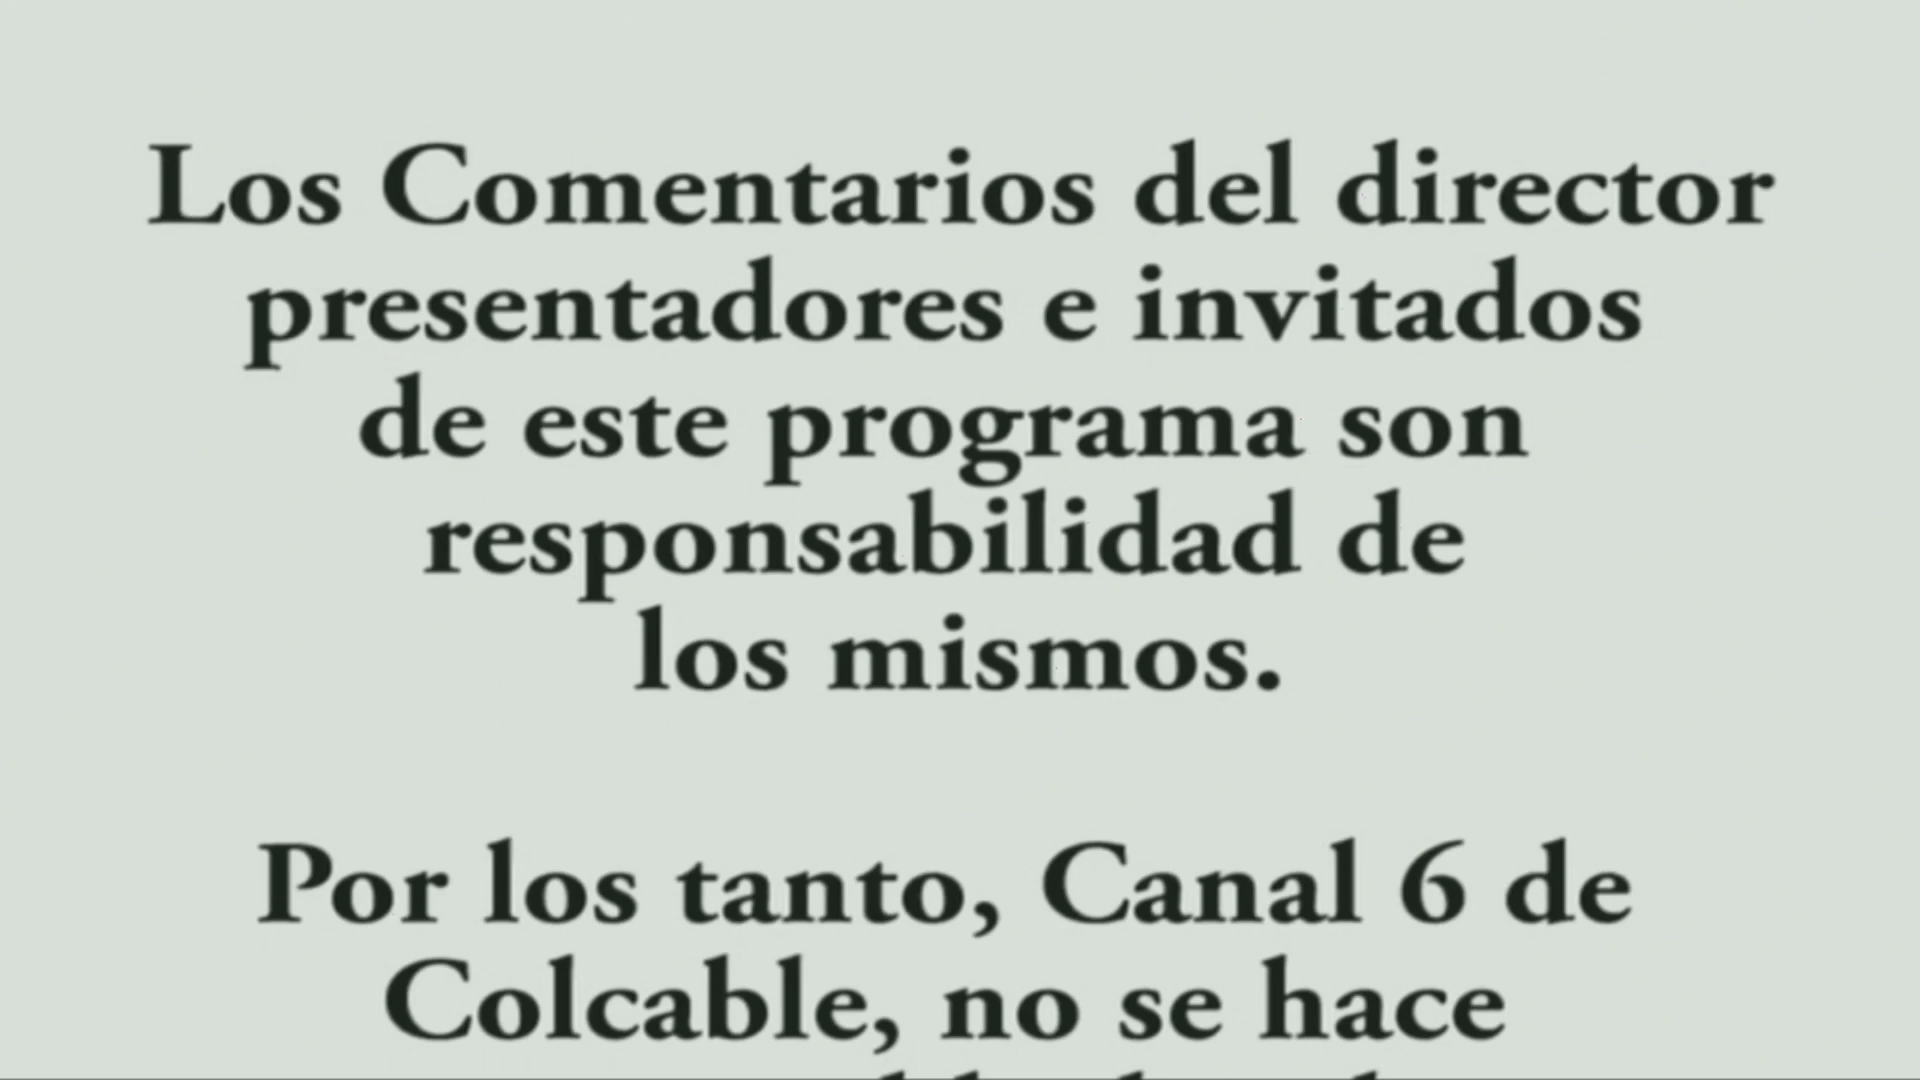 Los Comentarios del director
presentadores e invitados
de este programa son
responsabilidad de
los mismos.
Por los tanto, Canal 6 de
Colcable, no se hace